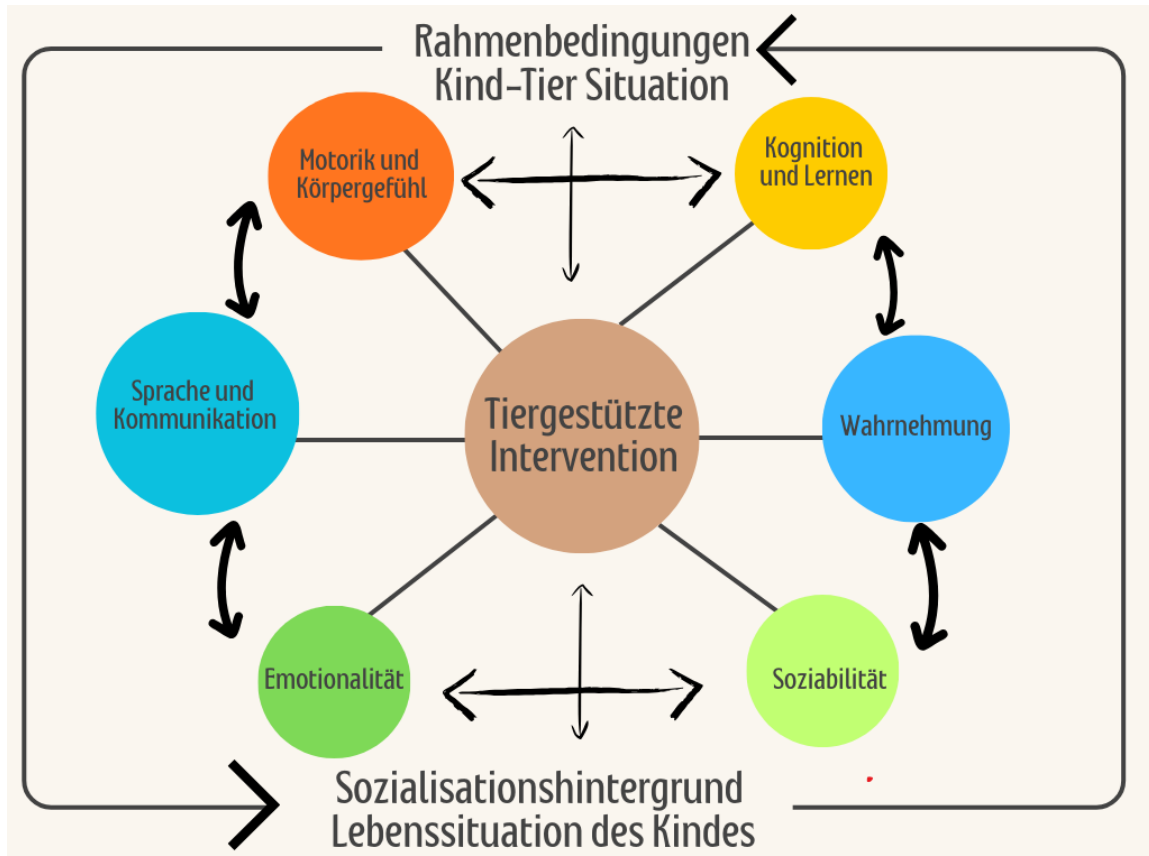 Rahmenbedingungen
Kind-Tier Situation
Motorik und
Körpergefühl
Kognition
und Lernen
Sprache und
Kommunikation
Tiergestützte
Intervention
Wahrnehmung
Emotionalität
Soziabilität
Sozialisationshintergrund
Lebenssituation des Kindes